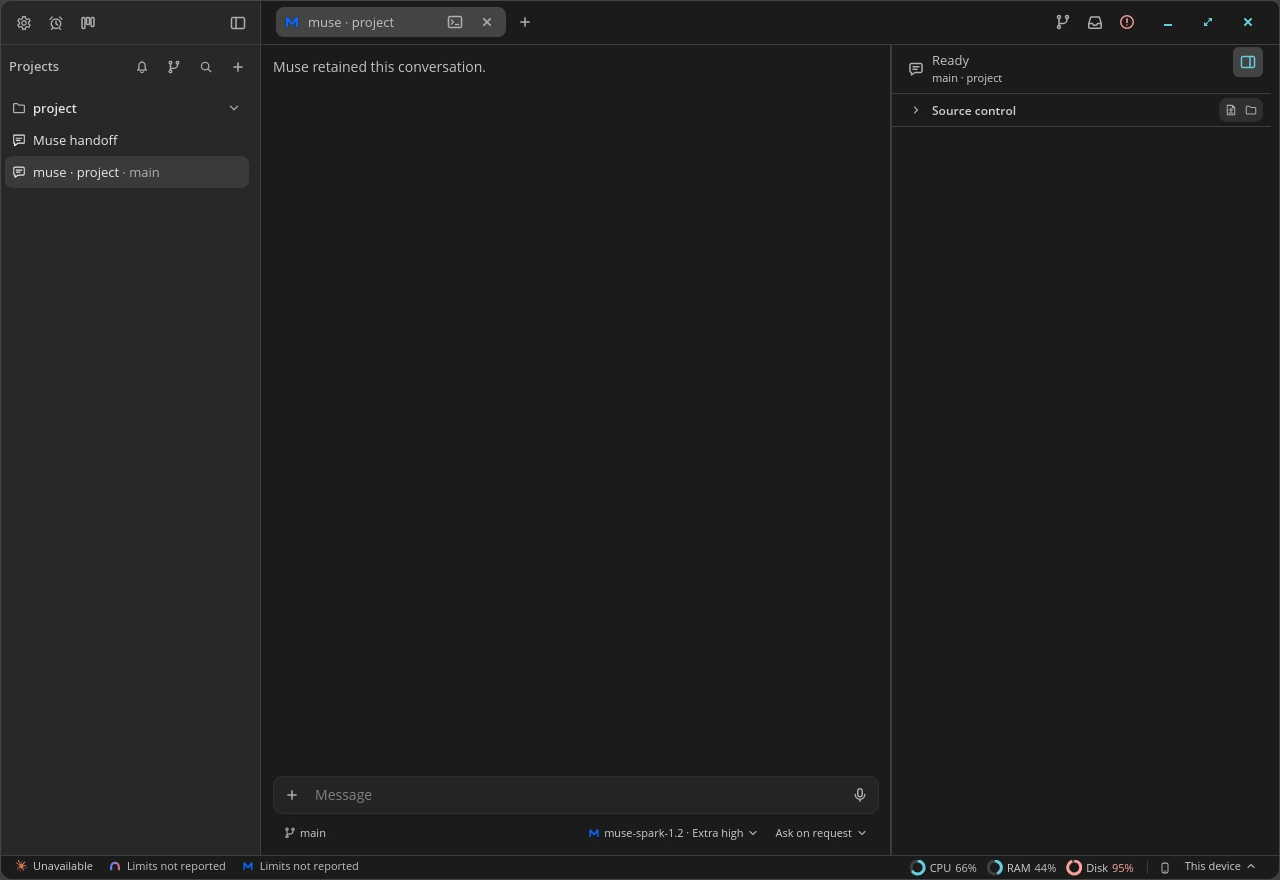 muse · project
Projects
project
Muse handoff
muse · project · main
Muse retained this conversation.
Message
main
muse-spark-1.2 · Extra high
Ask on request
Ready
main · project
Source control
Unavailable
Limits not reported
Limits not reported
CPU 66%
RAM 44%
Disk 95%
This device